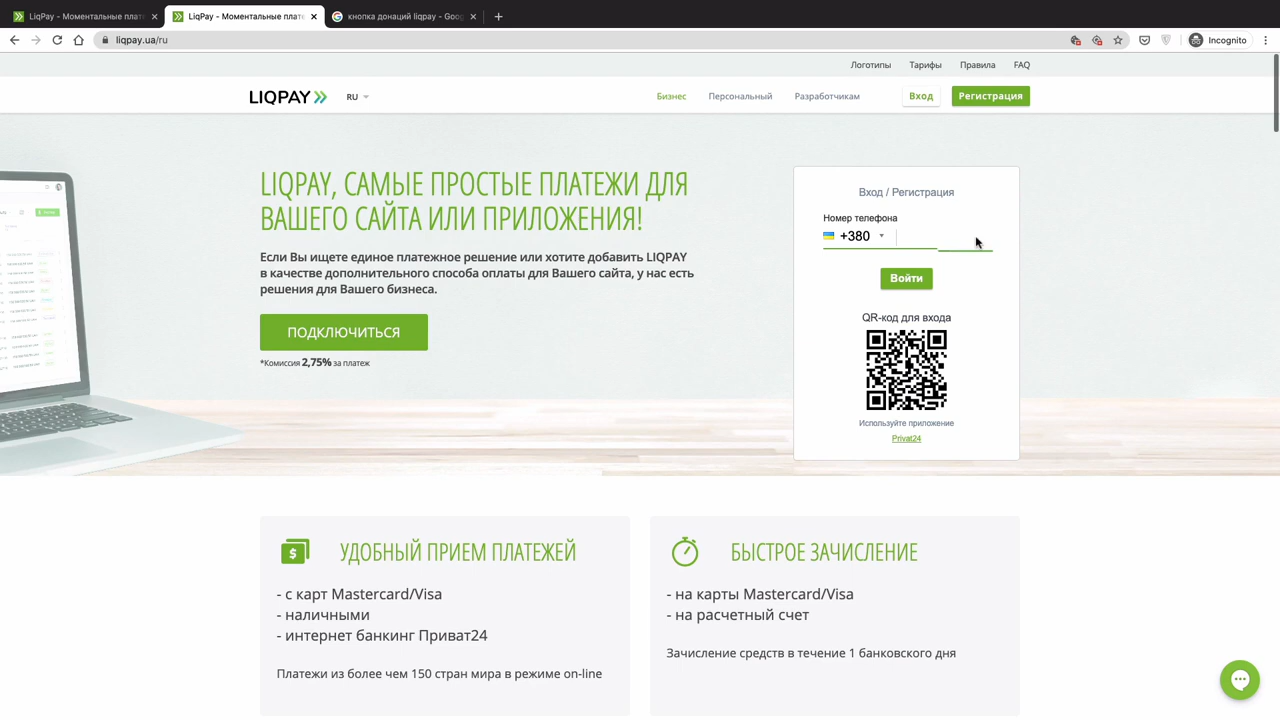 LiqPay - Моментальные плат
LiqPay - Моментальные плате
кнопка донаций liqpay - Goog
liqpay.ua/ru
Incognito
Логотипы Тарифы Правила FAQ
LIQPAY RU Бизнес Персональный Разработчикам Вход Регистрация
LIQPAY, САМЫЕ ПРОСТЫЕ ПЛАТЕЖИ ДЛЯ
ВАШЕГО САЙТА ИЛИ ПРИЛОЖЕНИЯ!
Если Вы ищете единое платежное решение или хотите добавить LIQPAY
в качестве дополнительного способа оплаты для Вашего сайта, у нас есть
решения для Вашего бизнеса.
ПОДКЛЮЧИТЬСЯ
*Комиссия 2,75% за платеж
Вход / Регистрация
Номер телефона
+380
Войти
QR-код для входа
Используйте приложение
Privat24
УДОБНЫЙ ПРИЕМ ПЛАТЕЖЕЙ
- с карт Mastercard/Visa
- наличными
- интернет банкинг Приват24
Платежи из более чем 150 стран мира в режиме on-line
БЫСТРОЕ ЗАЧИСЛЕНИЕ
- на карты Mastercard/Visa
- на расчетный счет
Зачисление средств в течение 1 банковского дня